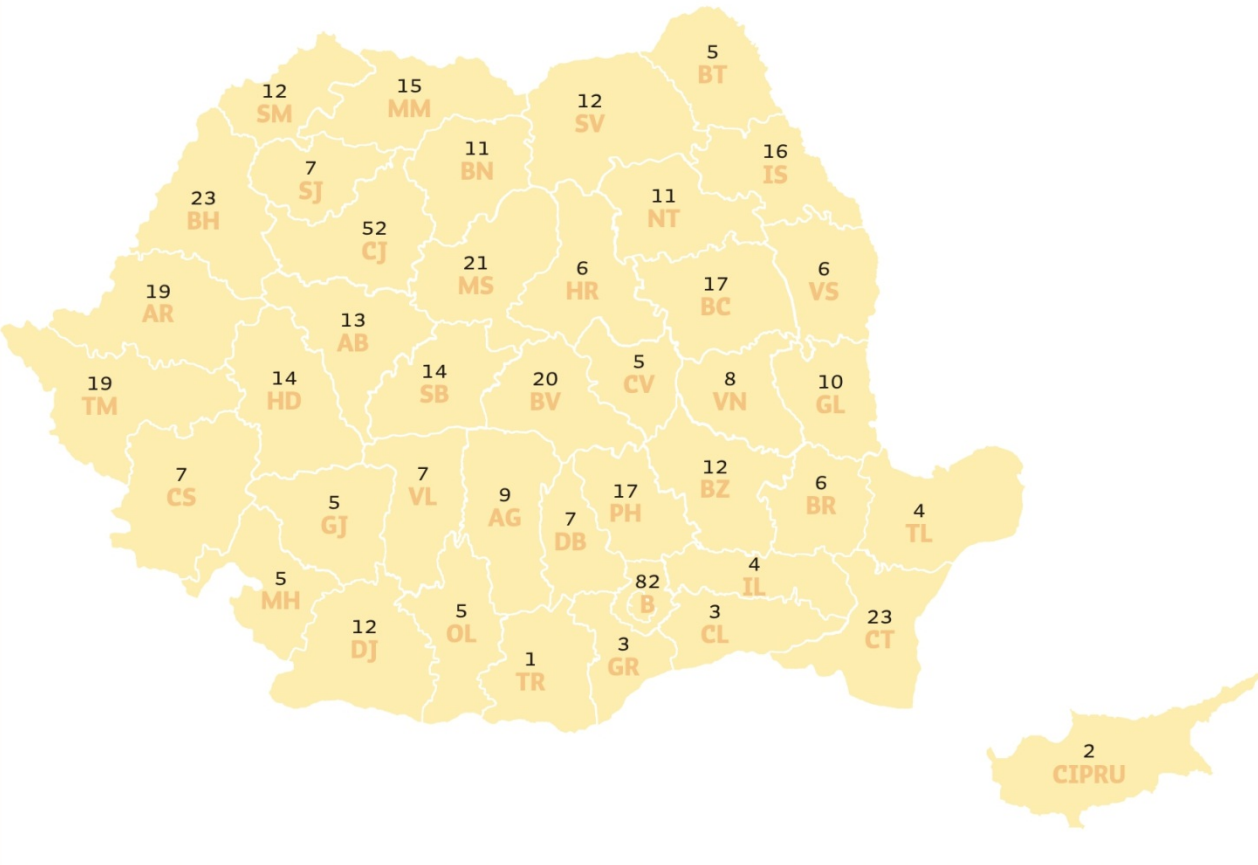 5
BT
12
SM
15
MM
12
SV
11
BN
16
IS
7
SJ
23
BH
11
NT
52
CJ
21
MS
6
HR
17
BC
6
VS
19
AR
13
AB
14
SB
20
BV
5
CV
8
VN
10
GL
19
TM
14
HD
7
CS
5
GJ
7
VL
9
AG
7
DB
17
PH
12
BZ
6
BR
4
TL
5
MH
12
DJ
5
OL
1
TR
3
GR
82
B
4
IL
3
CL
23
CT
2
CIPRU